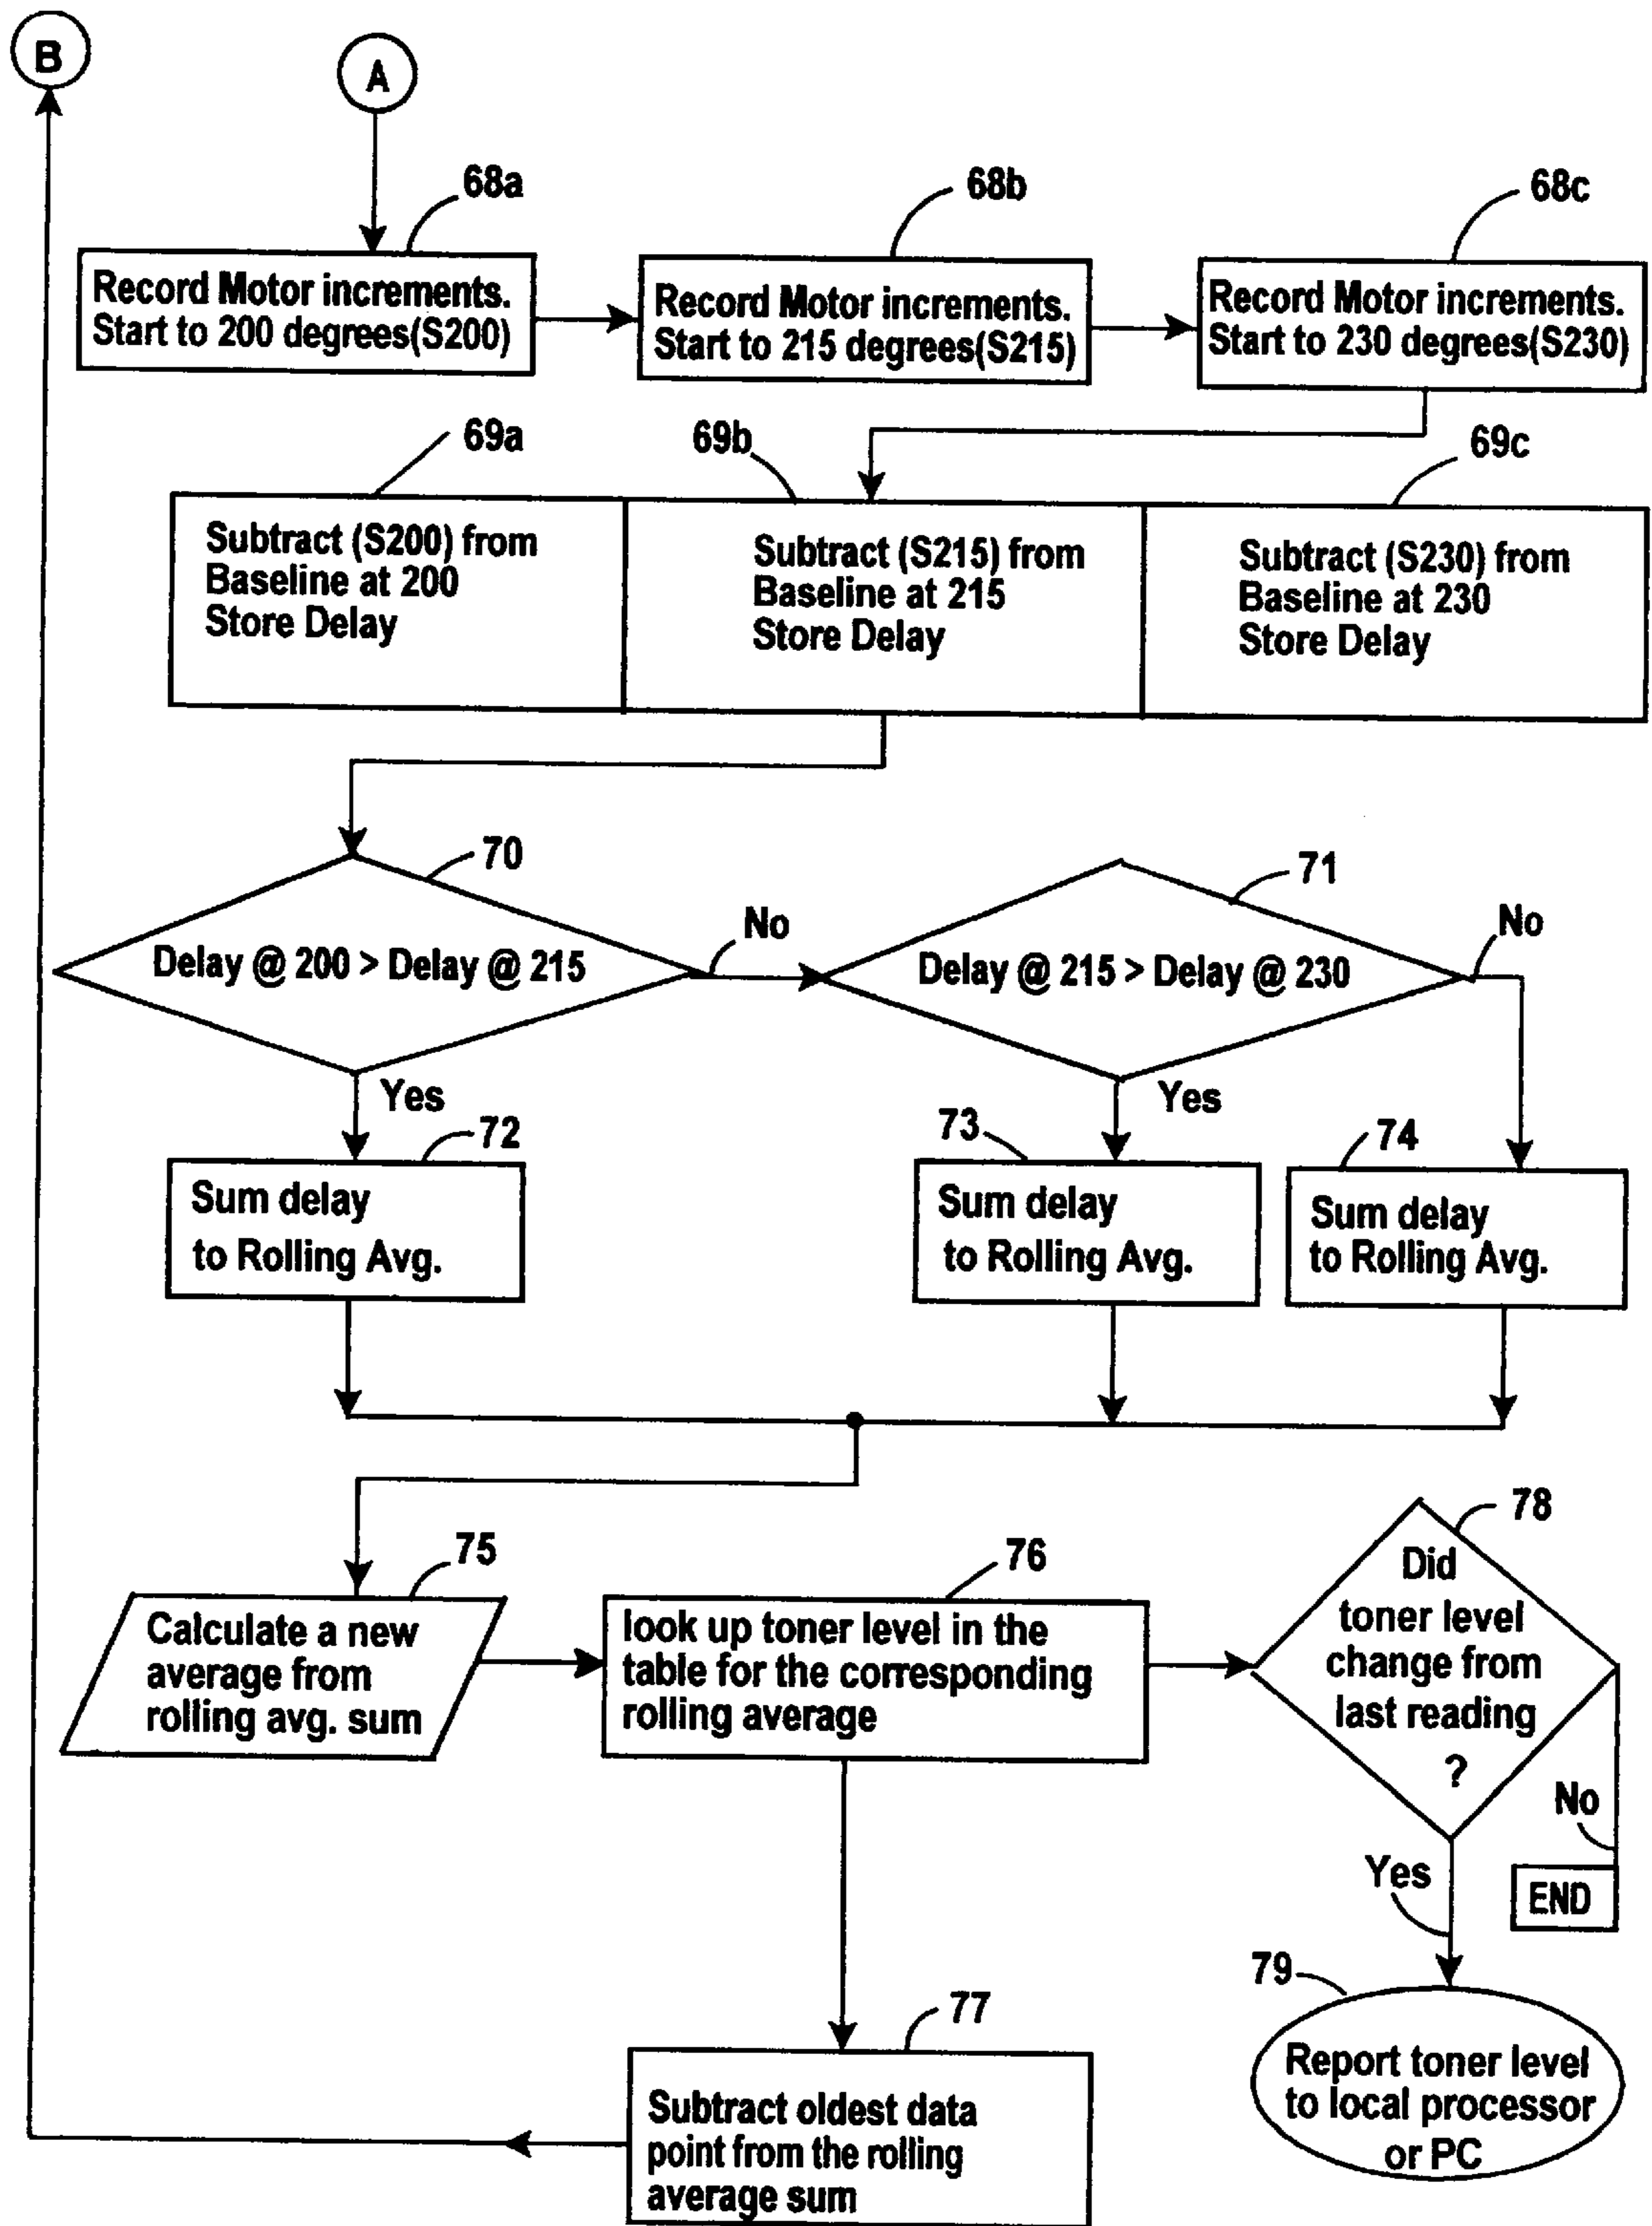 B
A
68a
68b
68c
Record Motor increments.
Start to 200 degrees(S200)
Record Motor increments.
Start to 215 degrees(S215)
Record Motor increments.
Start to 230 degrees(S230)
69a
69b
69c
Subtract (S200) from
Baseline at 200
Store Delay
Subtract (S215) from
Baseline at 215
Store Delay
Subtract (S230) from
Baseline at 230
Store Delay
70
71
No
No
Delay @ 200 > Delay @ 215
Delay @ 215 > Delay @ 230
Yes
Yes
72
73
74
Sum delay
to Rolling Avg.
Sum delay
to Rolling Avg.
Sum delay
to Rolling Avg.
75
76
78
Calculate a new
average from
rolling avg. sum
look up toner level in the
table for the corresponding
rolling average
Did
toner level
change from
last reading
?
No
Yes
END
79
77
Report toner level
to local processor
or PC
Subtract oldest data
point from the rolling
average sum